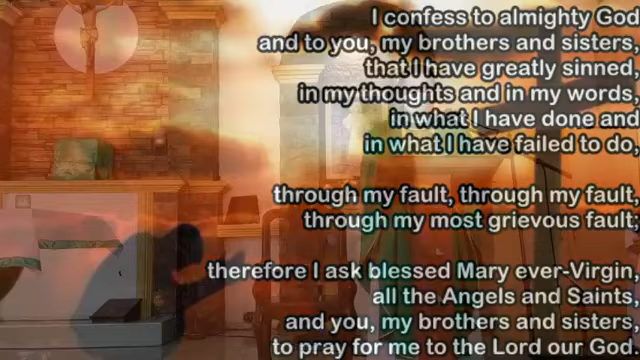 I confess to almighty God
and to you, my brothers and sisters,
that I have greatly sinned,
in my thoughts and in my words,
in what I have done and
in what I have failed to do,
through my fault, through my fault,
through my most grievous fault;
therefore I ask blessed Mary ever-Virgin,
all the Angels and Saints,
and you, my brothers and sisters,
to pray for me to the Lord our God.